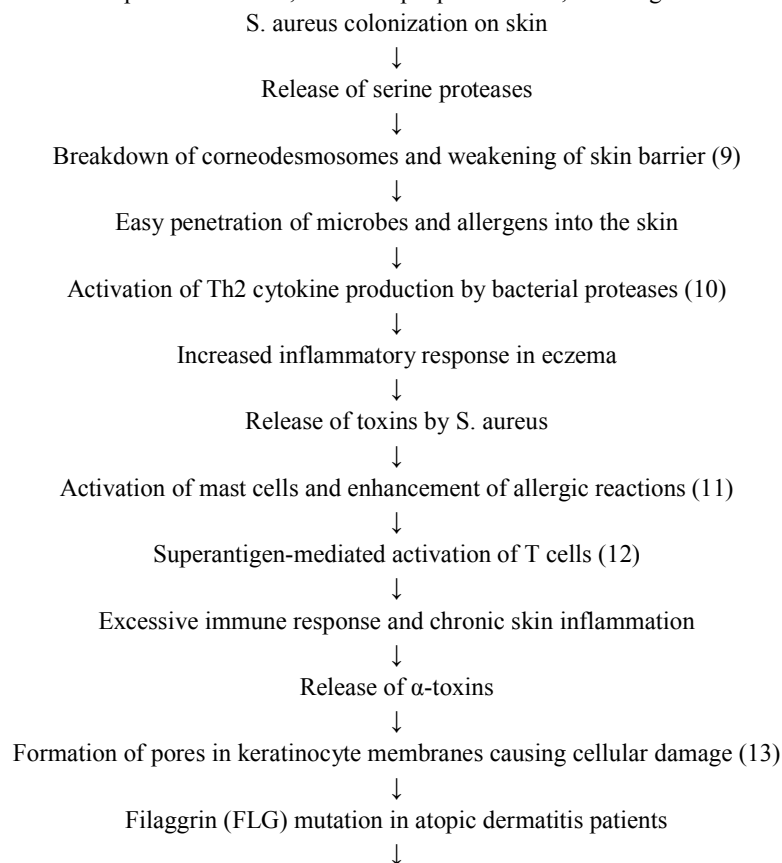 S. aureus colonization on skin
↓
Release of serine proteases
↓
Breakdown of corneodesmosomes and weakening of skin barrier (9)
↓
Easy penetration of microbes and allergens into the skin
↓
Activation of Th2 cytokine production by bacterial proteases (10)
↓
Increased inflammatory response in eczema
↓
Release of toxins by S. aureus
↓
Activation of mast cells and enhancement of allergic reactions (11)
↓
Superantigen-mediated activation of T cells (12)
↓
Excessive immune response and chronic skin inflammation
↓
Release of α-toxins
↓
Formation of pores in keratinocyte membranes causing cellular damage (13)
↓
Filaggrin (FLG) mutation in atopic dermatitis patients
↓